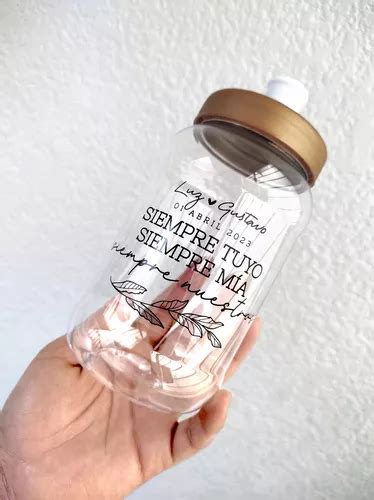 Luz ♥ Gustavo
01 ABRIL 2023
SIEMPRE TUYO
SIEMPRE MÍA
siempre nuestro